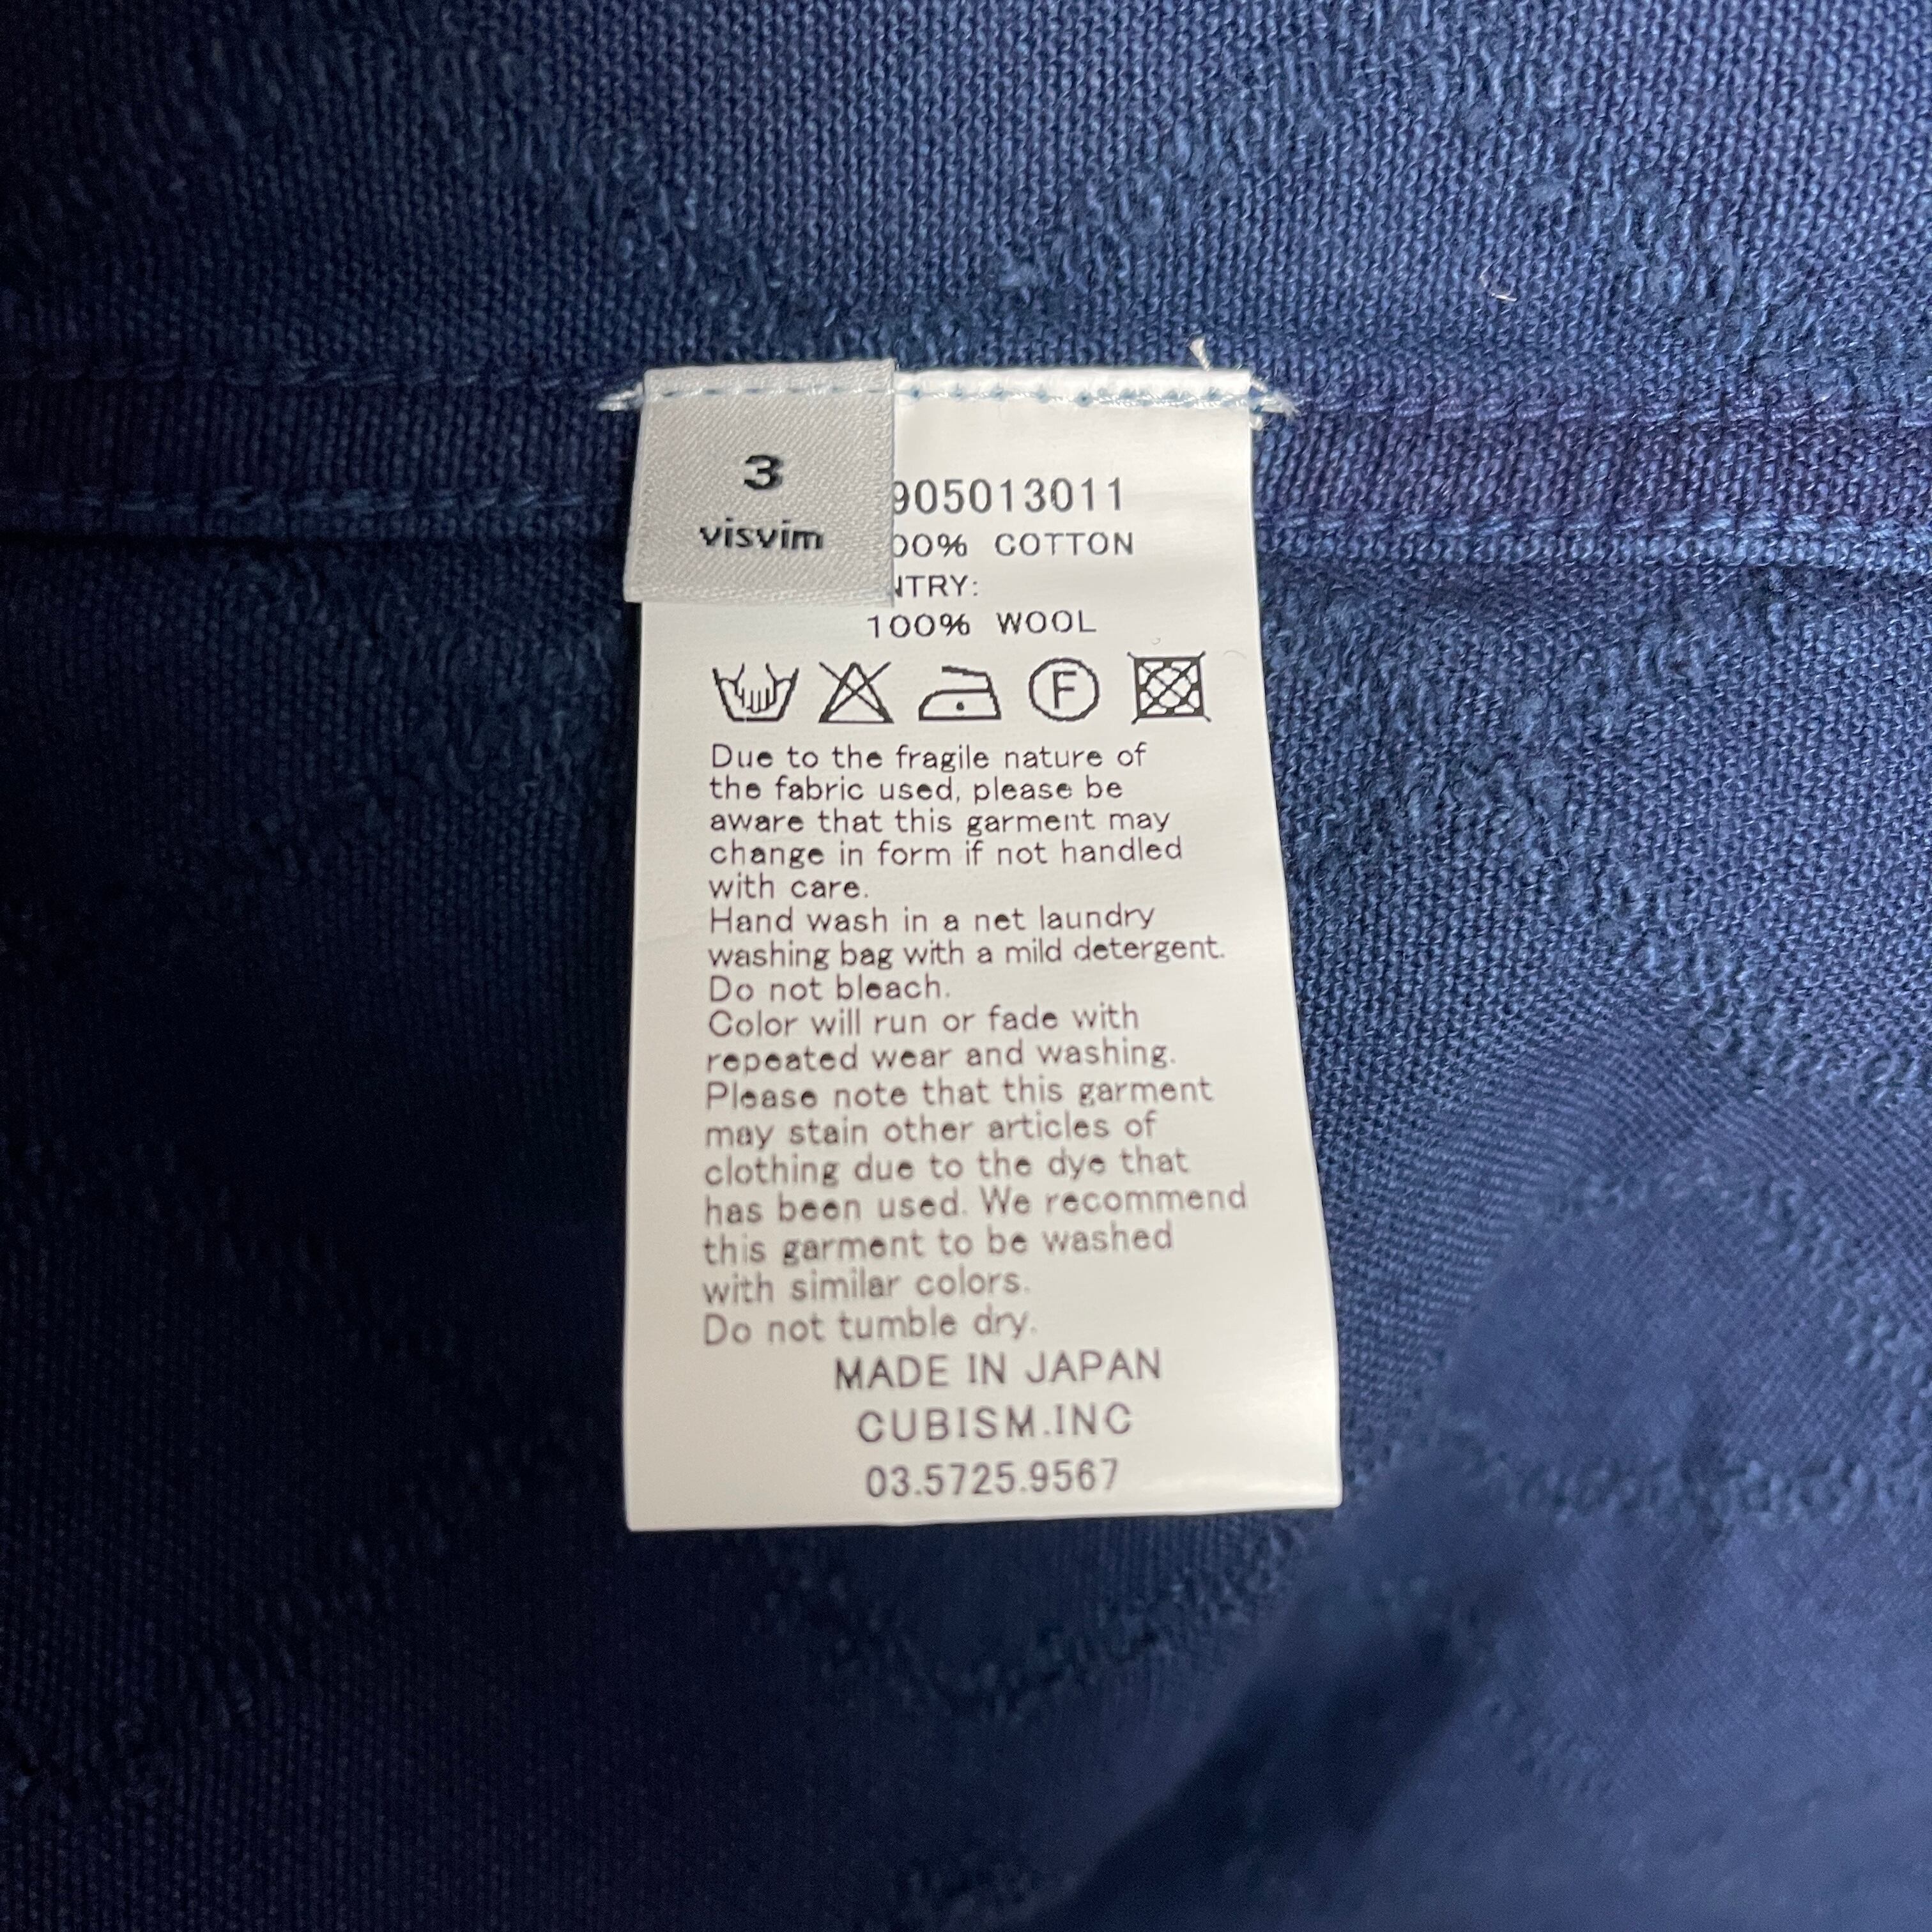 3
visvim
905013011
00% COTTON
NTRY:
100% WOOL
F
Due to the fragile nature of
the fabric used, please be
aware that this garment may
change in form if not handled
with care.
Hand wash in a net laundry
washing bag with a mild detergent.
Do not bleach.
Color will run or fade with
repeated wear and washing.
Please note that this garment
may stain other articles of
clothing due to the dye that
has been used. We recommend
this garment to be washed
with similar colors.
Do not tumble dry.
MADE IN JAPAN
CUBISM.INC
03.5725.9567